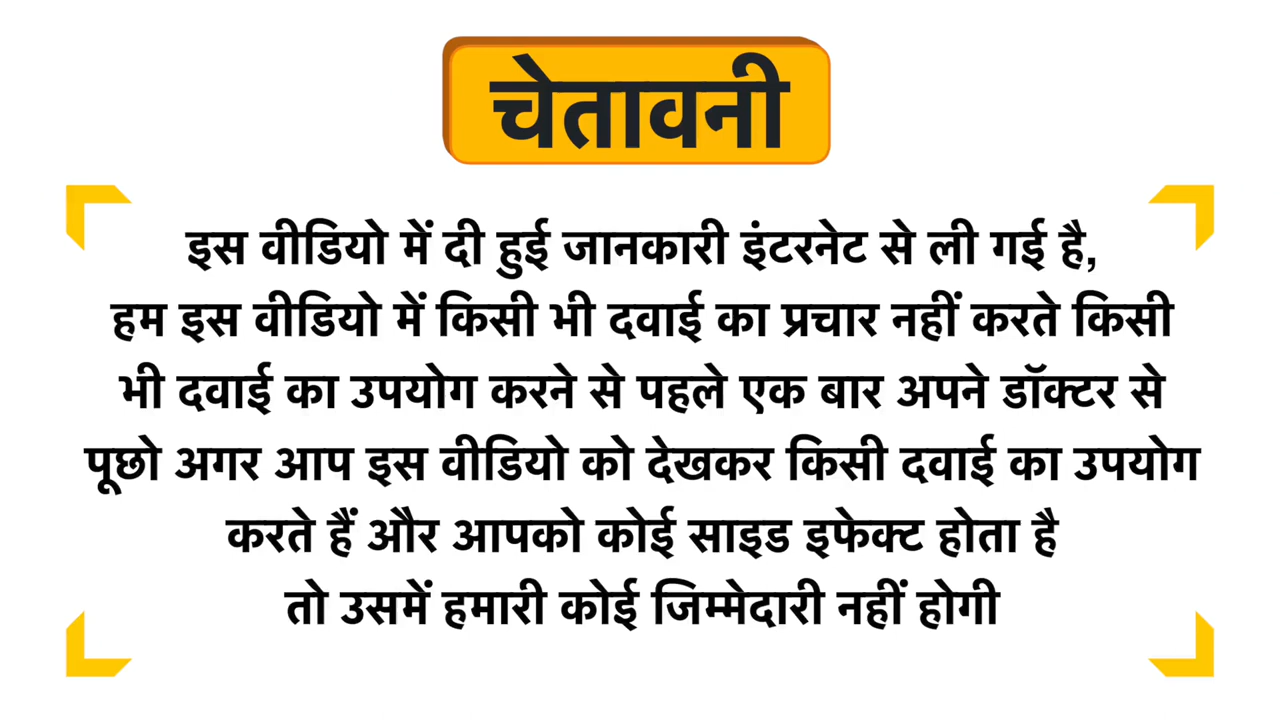 चेतावनी
इस वीडियो में दी हुई जानकारी इंटरनेट से ली गई है,
हम इस वीडियो में किसी भी दवाई का प्रचार नहीं करते किसी
भी दवाई का उपयोग करने से पहले एक बार अपने डॉक्टर से
पूछो अगर आप इस वीडियो को देखकर किसी दवाई का उपयोग
करते हैं और आपको कोई साइड इफेक्ट होता है
तो उसमें हमारी कोई जिम्मेदारी नहीं होगी